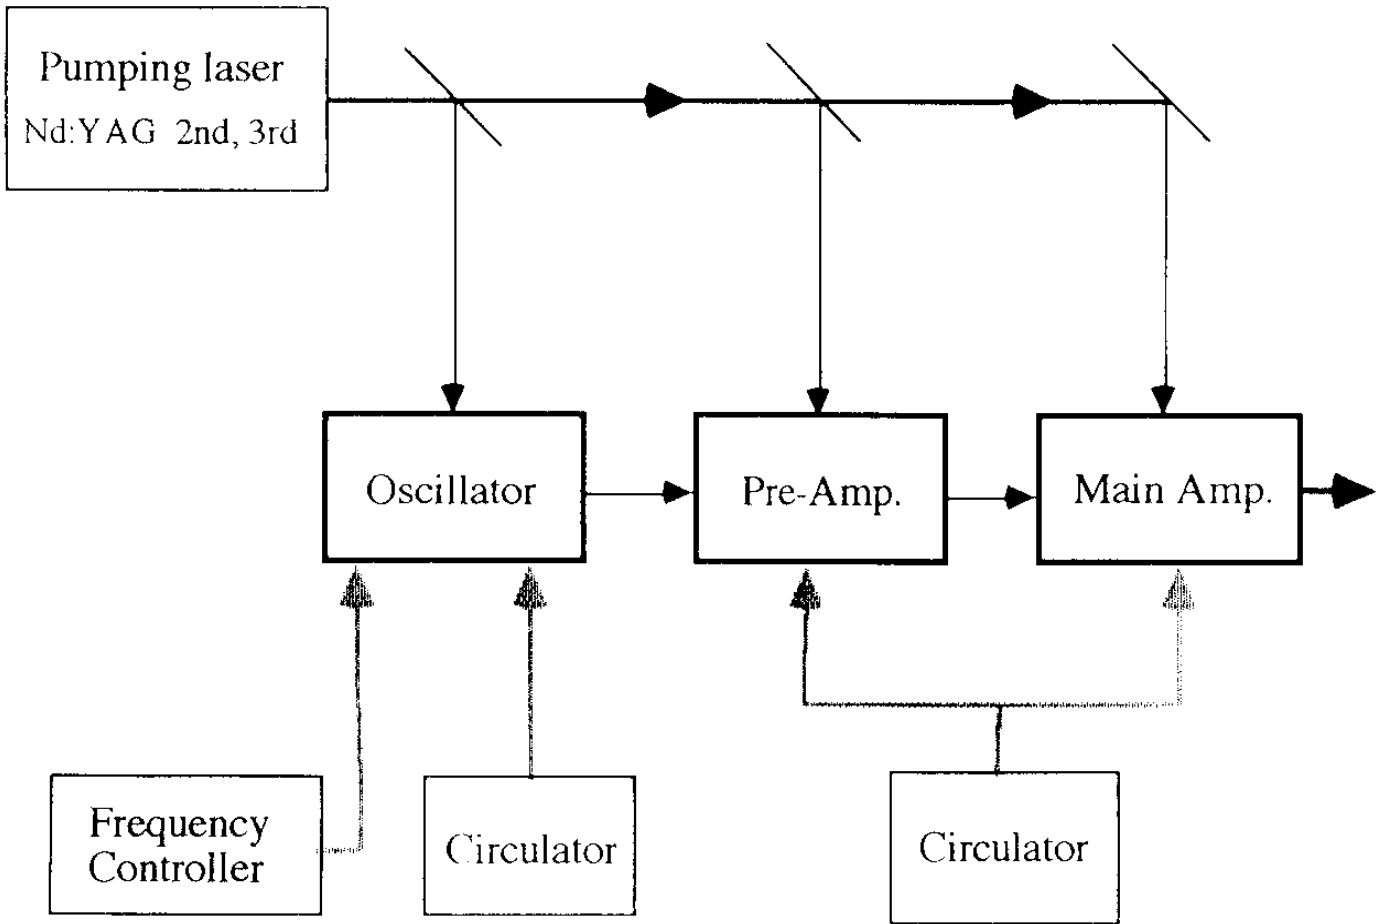 Pumping laser
Nd:YAG 2nd, 3rd
Oscillator
Pre-Amp.
Main Amp.
Frequency
Controller
Circulator
Circulator